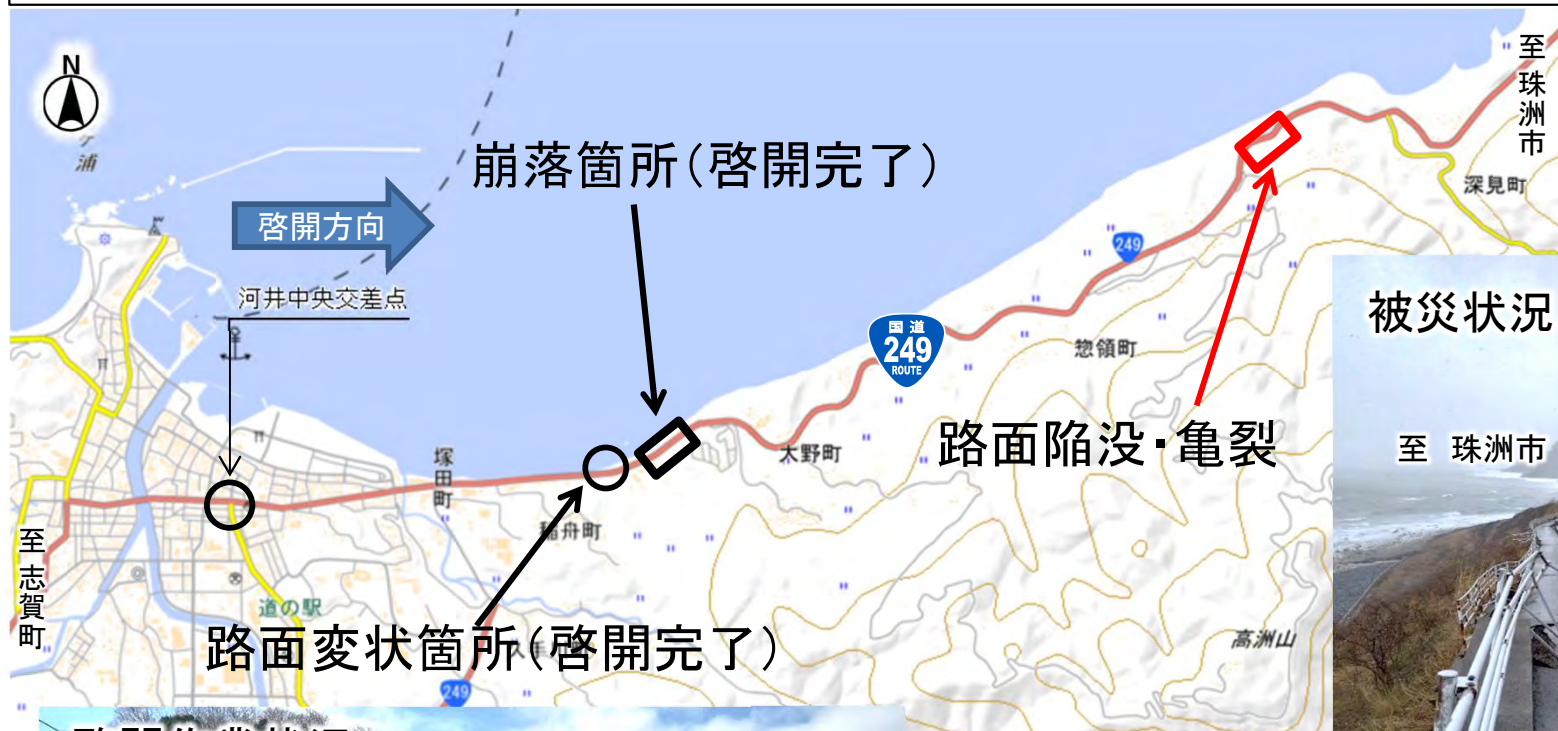 N
ケ
浦
崩落箇所(啓開完了)
至 珠洲市
深見町
啓開方向
249
河井中央交差点
被災状況
国道
249
ROUTE
惣領町
路面陥没・亀裂
至 珠洲市
塚田町
大野町
稲舟町
至 志賀町
道の駅
路面変状箇所(啓開完了)
高洲山
249